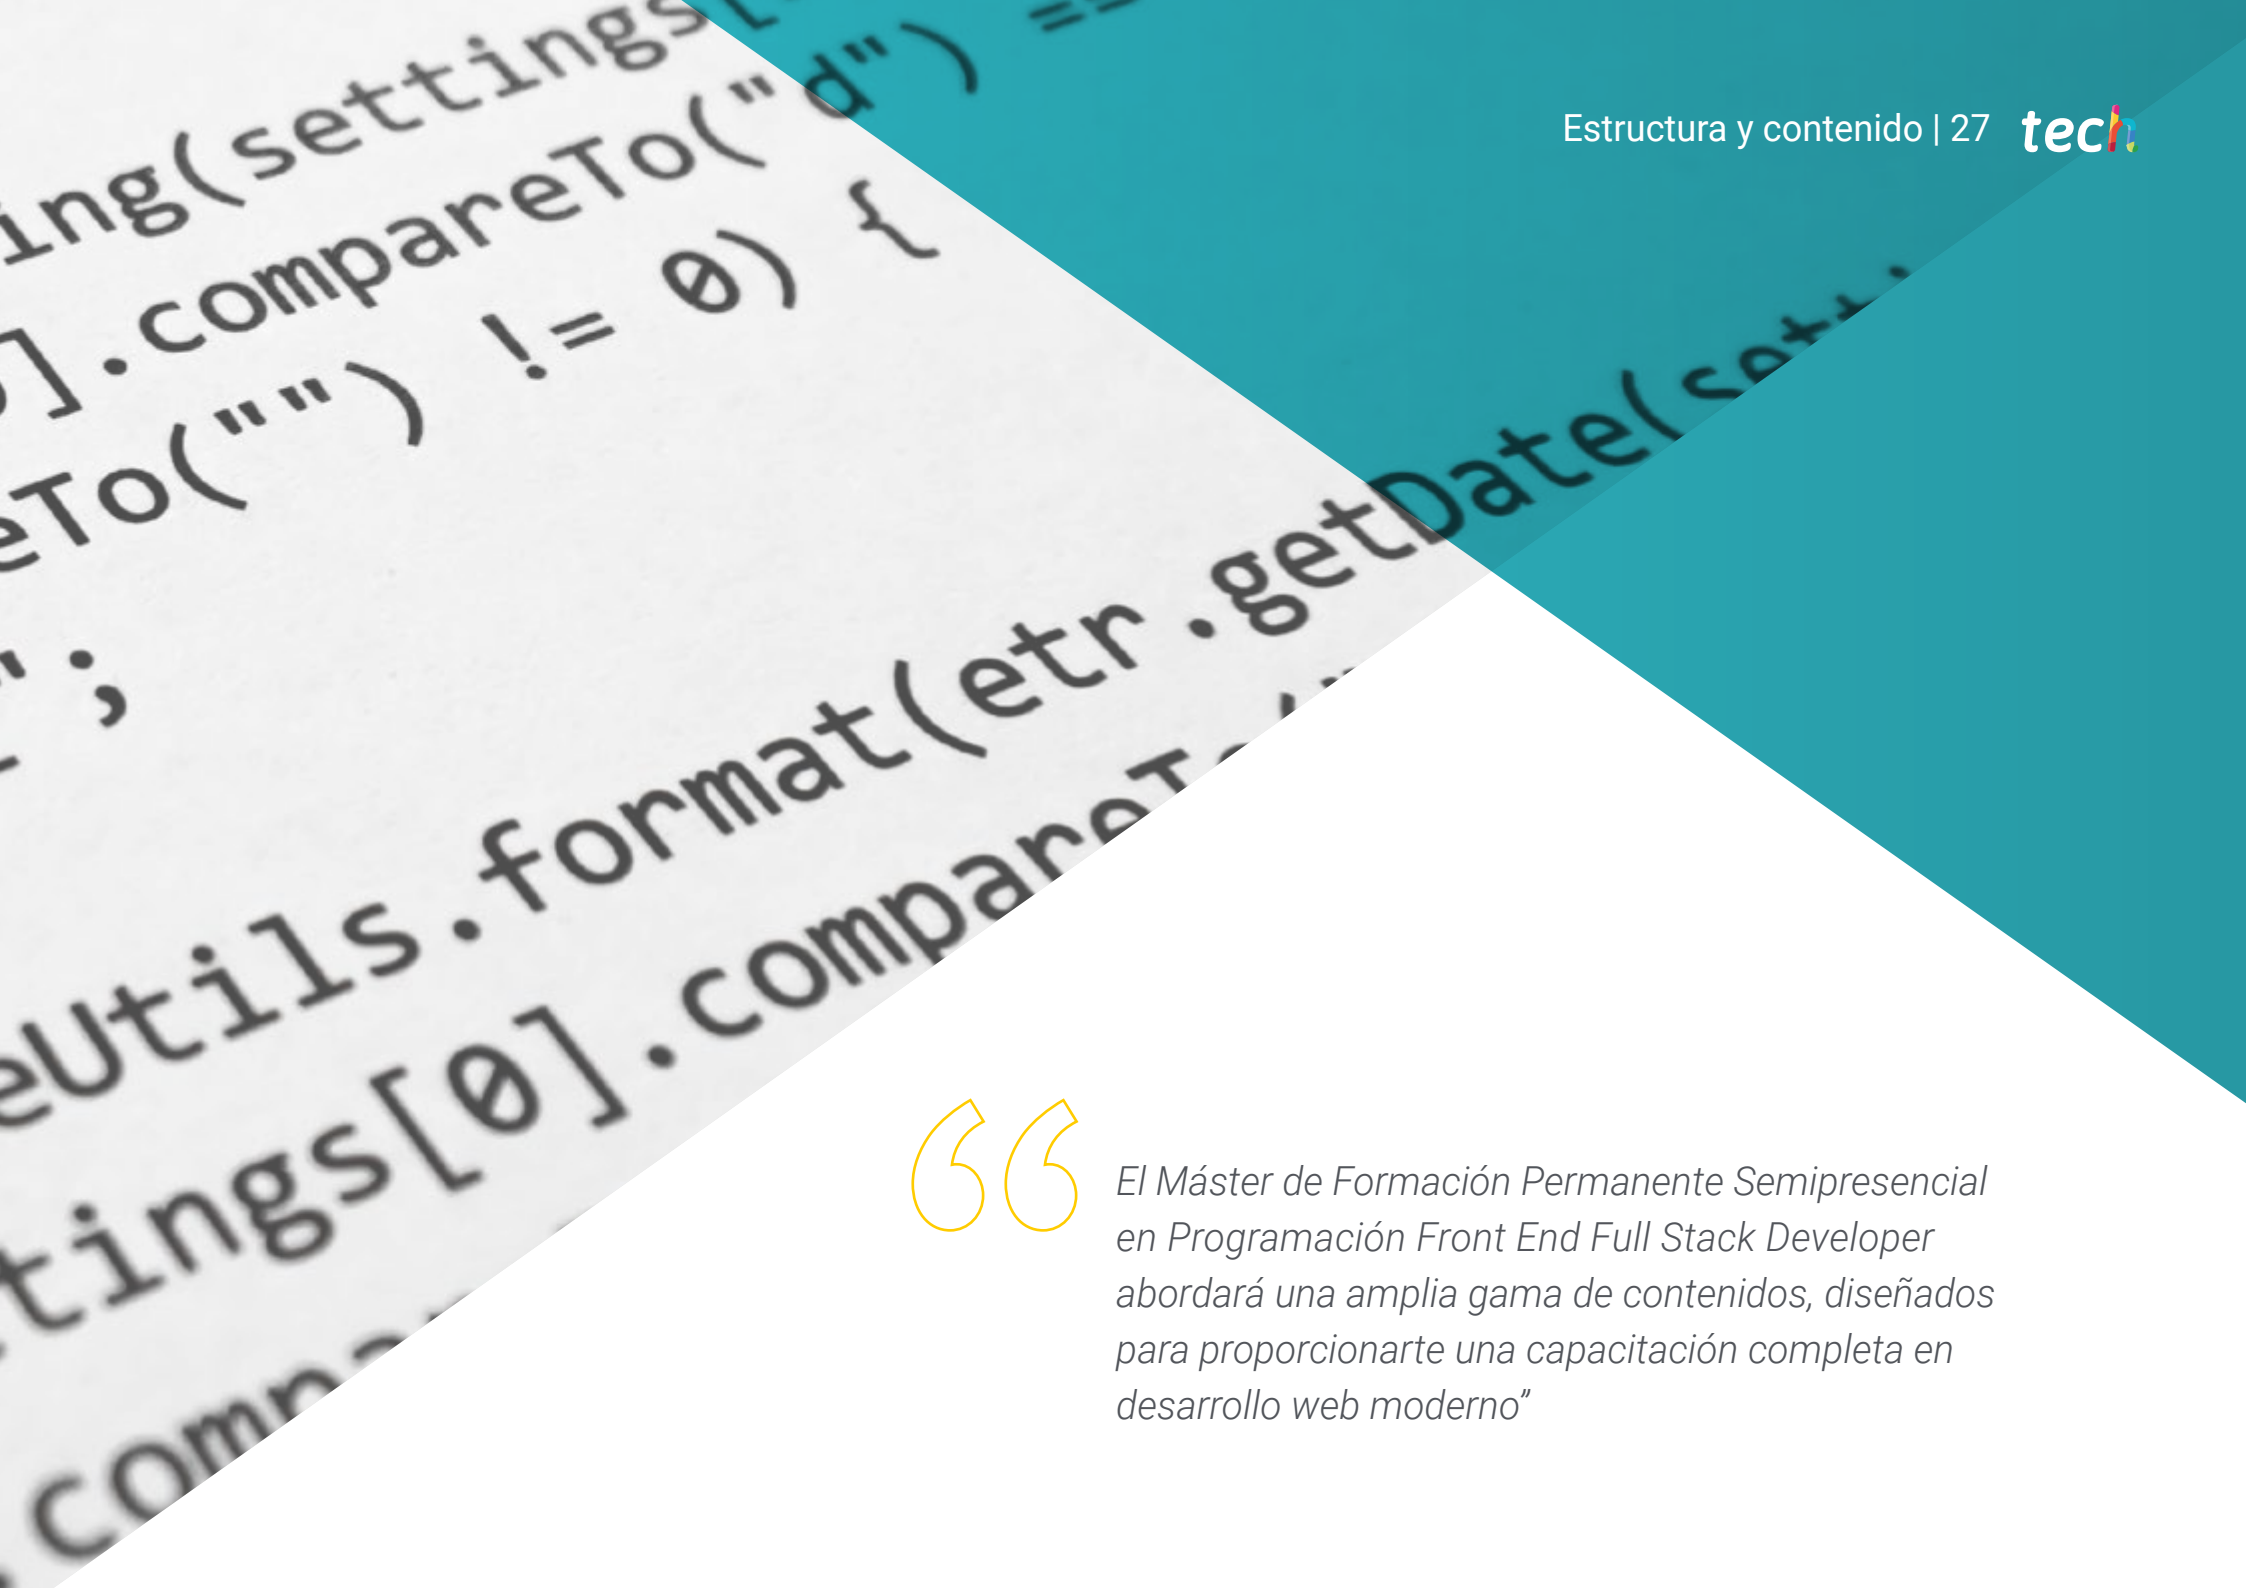 Estructura y contenido | 27 tech
ing(settings[
].compareTo("d") ==
eTo("") != 0) {
";
eUtils.format(etr.getDate(setti
tings[0].compareTo("
.compa
El Máster de Formación Permanente Semipresencial
en Programación Front End Full Stack Developer
abordará una amplia gama de contenidos, diseñados
para proporcionarte una capacitación completa en
desarrollo web moderno”